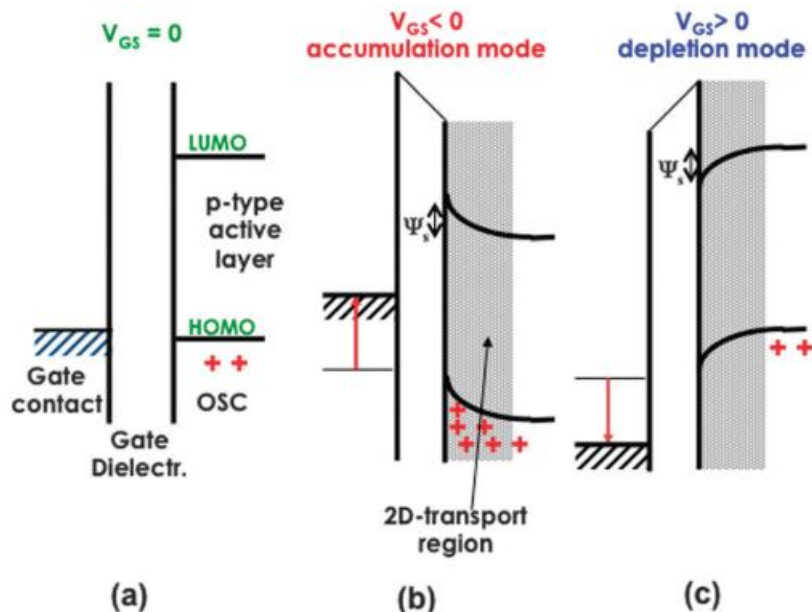 V_GS = 0
LUMO
p-type
active
layer
HOMO
+ +
Gate
contact
OSC
Gate
Dielectr.
(a)
V_GS< 0
accumulation mode
Ψ_s
+
+ +
+ + +
2D-transport
region
(b)
V_GS> 0
depletion mode
Ψ_s
+ +
(c)